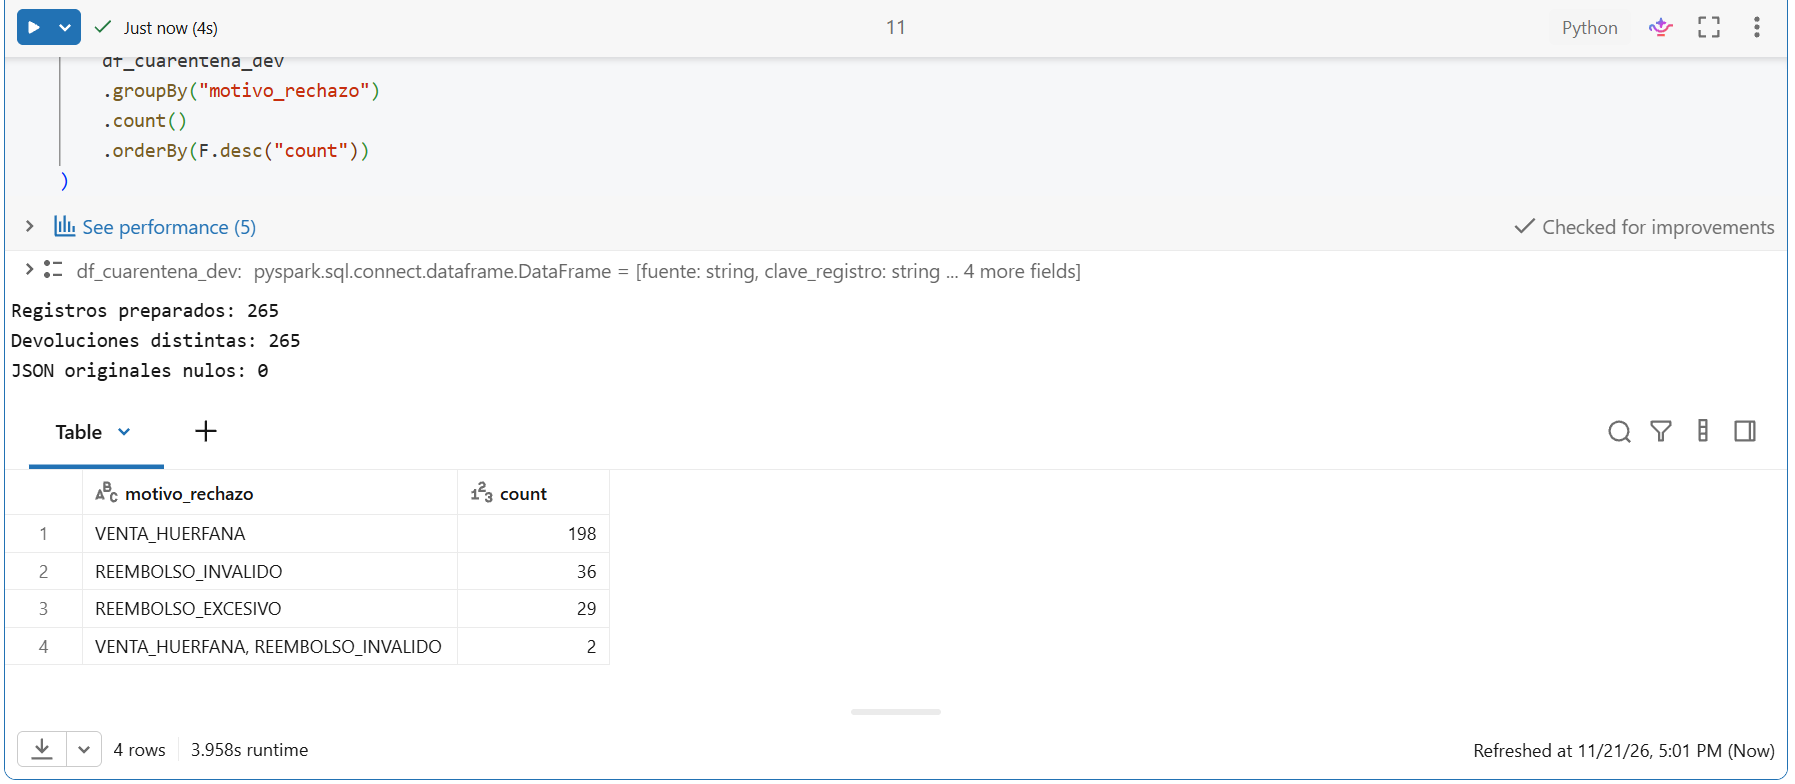 Just now (4s)
11
Python
df_cuarentena_dev
.groupBy("motivo_rechazo")
.count()
.orderBy(F.desc("count"))
)
See performance (5)
Checked for improvements
df_cuarentena_dev: pyspark.sql.connect.dataframe.DataFrame = [fuente: string, clave_registro: string ... 4 more fields]
Registros preparados: 265
Devoluciones distintas: 265
JSON originales nulos: 0
Table
motivo_rechazo count
1 VENTA_HUERFANA 198
2 REEMBOLSO_INVALIDO 36
3 REEMBOLSO_EXCESIVO 29
4 VENTA_HUERFANA, REEMBOLSO_INVALIDO 2
4 rows 3.958s runtime
Refreshed at 11/21/26, 5:01 PM (Now)